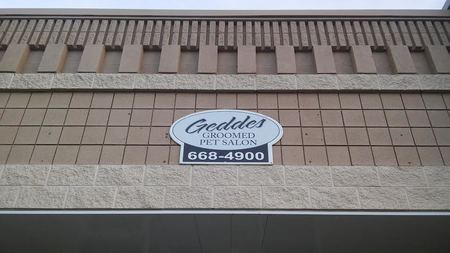 Geddes
GROOMED
PET SALON
668-4900